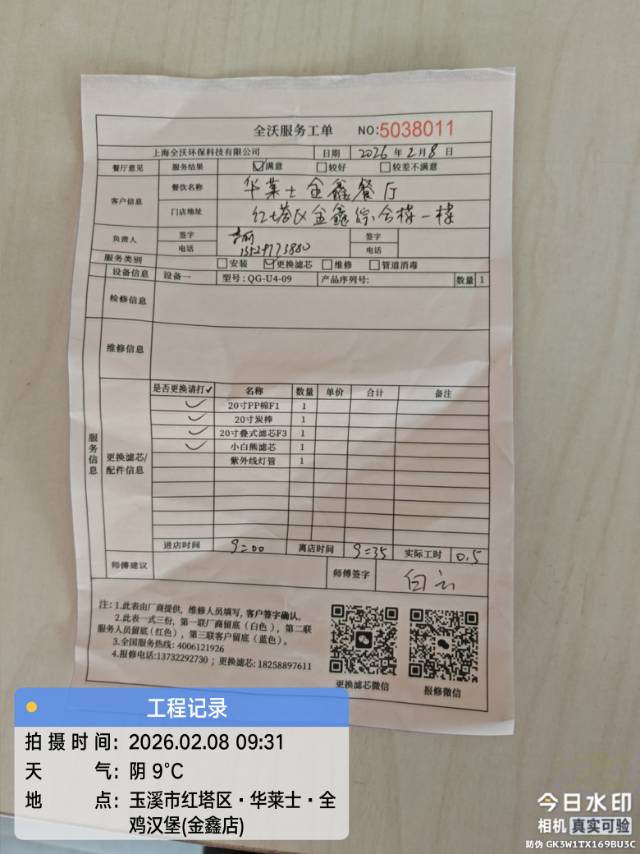 全沃服务工单 NO:5038011
上海全沃环保科技有限公司 日期 2026 年 2 月 8 日
餐厅意见 服务结果 ☑满意 ☐较好 ☐较差不满意
客户信息 餐饮名称 华莱士金鑫餐厅
门店地址 红塔区金鑫综合楼一楼
负责人 签字 签字
电话 电话
服务类别 ☐安装 ☑更换滤芯 ☐维修 ☐管道消毒
设备信息 设备一 型号:QG-U4-09 产品序列号: 数量 1
检修信息
维修信息
服务信息
更换滤芯/配件信息
是否更换请打✓ 名称 数量 单价 合计 备注
✓ 20寸PP棉F1 1
✓ 20寸炭棒 1
✓ 20寸叠式滤芯F3 1
✓ 小白熊滤芯 1
紫外线灯管 1
进店时间 9:00 离店时间 9:35 实际工时 0.5
师傅建议 师傅签字 白云
注:1.此表由厂商提供,维修人员填写,客户签字确认。
2.此表一式三份,第一联厂商留底(白色),第二联
服务人员留底(红色),第三联客户留底(蓝色)。
3.全国服务热线:4006121926
4.报修电话:13732292730;更换滤芯:18258897611
更换滤芯微信 报修微信
工程记录
拍摄时间:2026.02.08 09:31
天气:阴 9°C
地点:玉溪市红塔区·华莱士·全
鸡汉堡(金鑫店)
今日水印
相机 真实可验
防伪 GK3W1TX169BU3C